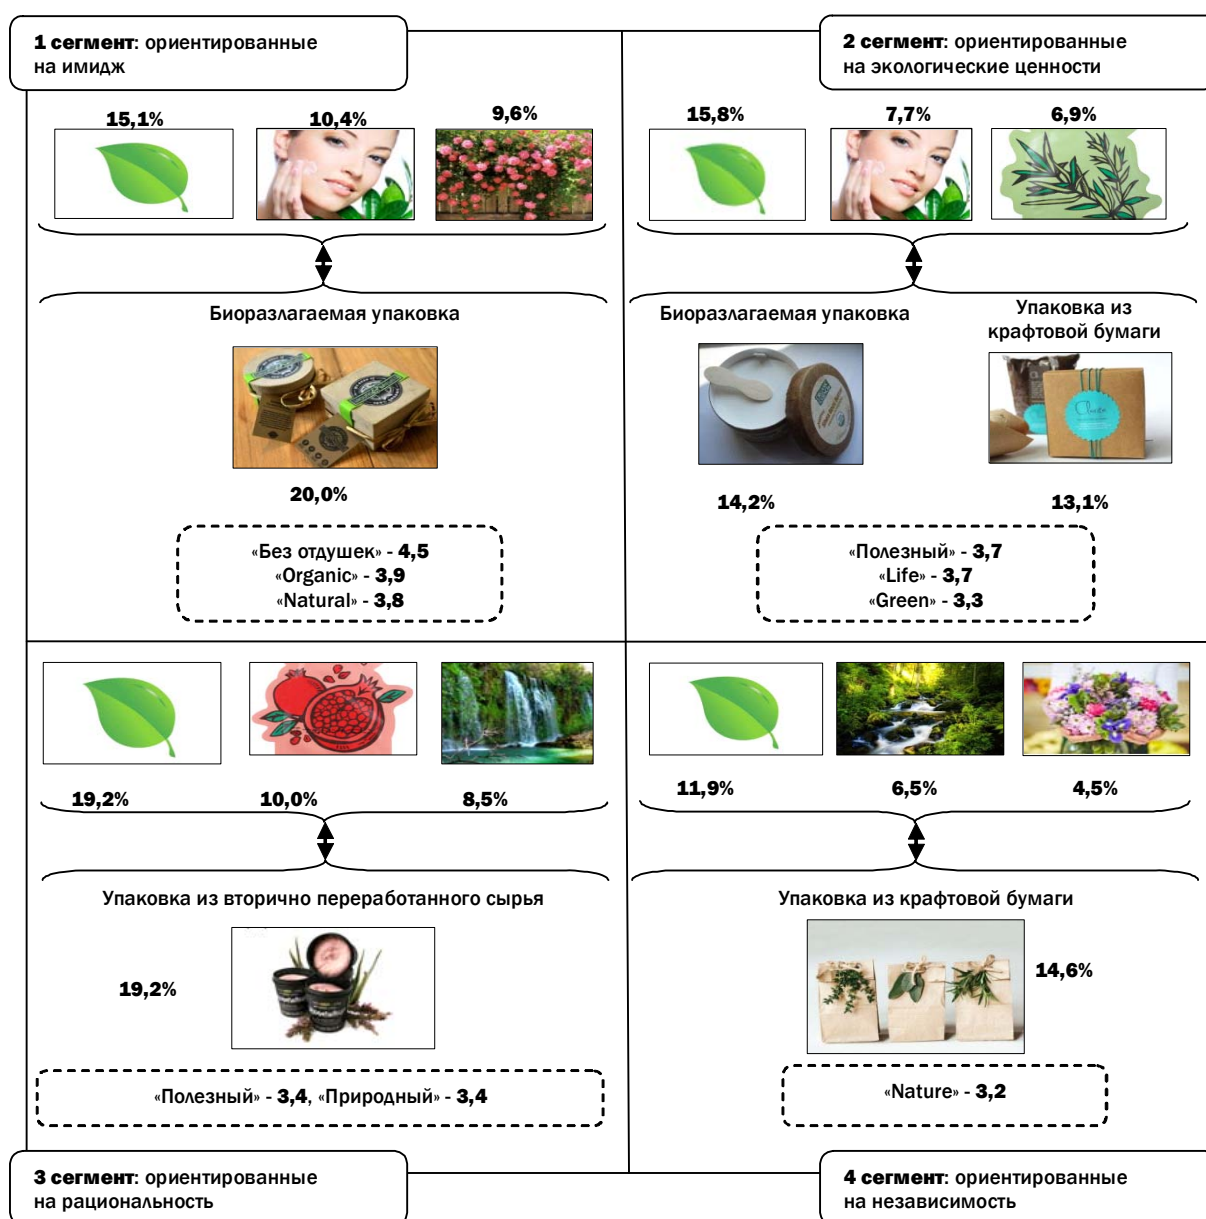 1 сегмент: ориентированные
на имидж
2 сегмент: ориентированные
на экологические ценности
15,1%
10,4%
9,6%
15,8%
7,7%
6,9%
Биоразлагаемая упаковка
20,0%
«Без отдушек» - 4,5
«Organic» - 3,9
«Natural» - 3,8
Биоразлагаемая упаковка
Упаковка из
крафтовой бумаги
14,2%
13,1%
«Полезный» - 3,7
«Life» - 3,7
«Green» - 3,3
19,2%
10,0%
8,5%
Упаковка из вторично переработанного сырья
19,2%
«Полезный» - 3,4, «Природный» - 3,4
11,9%
6,5%
4,5%
Упаковка из крафтовой бумаги
14,6%
«Nature» - 3,2
3 сегмент: ориентированные
на рациональность
4 сегмент: ориентированные
на независимость